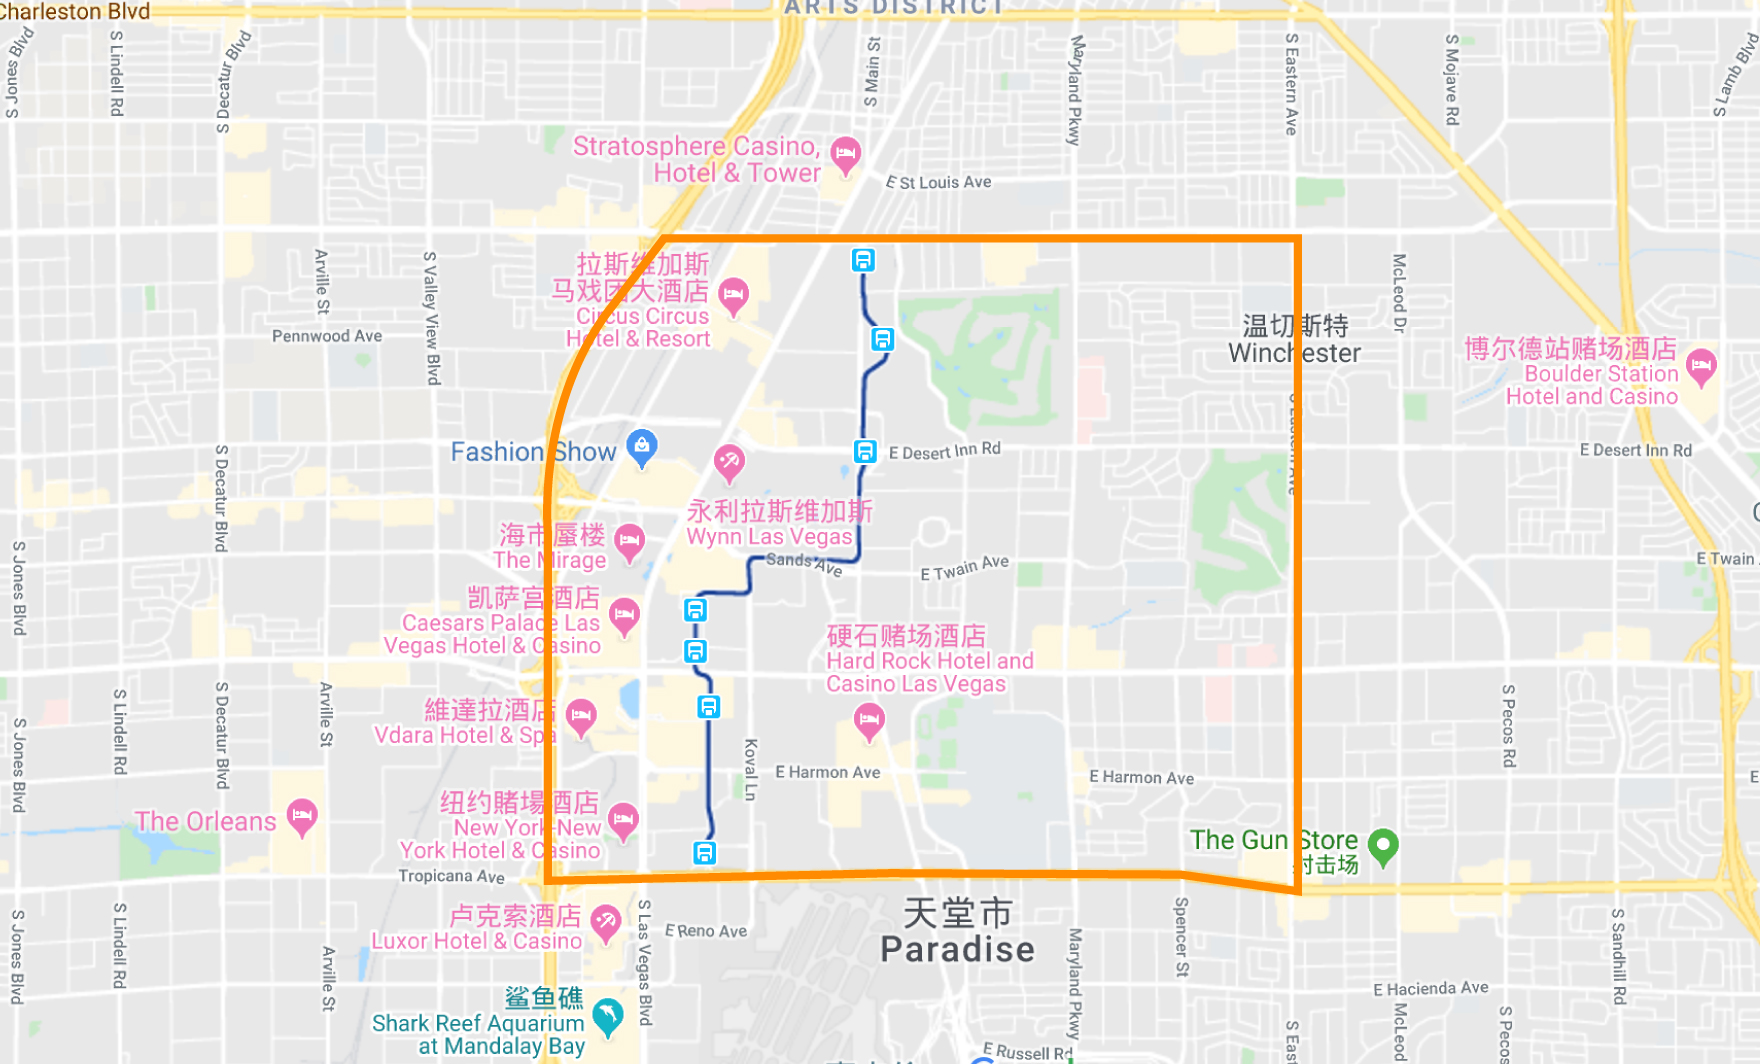 Charleston Blvd
ARTS DISTRICT
S Jones Blvd
S Lindell Rd
S Decatur Blvd
S Main St
Maryland Pkwy
S Eastern Ave
S Mojave Rd
S Lamb Blvd
Stratosphere Casino,
Hotel & Tower
E St Louis Ave
拉斯维加斯
马戏团大酒店
Circus Circus
Hotel & Resort
Arville St
S Valley View Blvd
Pennwood Ave
McLeod Dr
温切斯特
Winchester
博尔德站赌场酒店
Boulder Station
Hotel and Casino
Fashion Show
E Desert Inn Rd
S Eastern Ave
E Desert Inn Rd
S Decatur Blvd
永利拉斯维加斯
Wynn Las Vegas
海市蜃楼
The Mirage
Sands Ave
E Twain Ave
E Twain
S Jones Blvd
凯萨宫酒店
Caesars Palace Las
Vegas Hotel & Casino
硬石赌场酒店
Hard Rock Hotel and
Casino Las Vegas
維達拉酒店
Vdara Hotel & Spa
S Jones Blvd
S Lindell Rd
S Decatur Blvd
Arville St
S Pecos Rd
Koval Ln
E Harmon Ave
E Harmon Ave
The Orleans
纽约賭場酒店
New York-New
York Hotel & Casino
The Gun Store
射击场
Tropicana Ave
卢克索酒店
Luxor Hotel & Casino
天堂市
Paradise
E Reno Ave
S Las Vegas Blvd
S Jones Blvd
S Lindell Rd
Arville St
Maryland Pkwy
Spencer St
S Sandhill Rd
E Hacienda Ave
鲨鱼礁
Shark Reef Aquarium
at Mandalay Bay
E Russell Rd
S East
McLeod
S Pecos